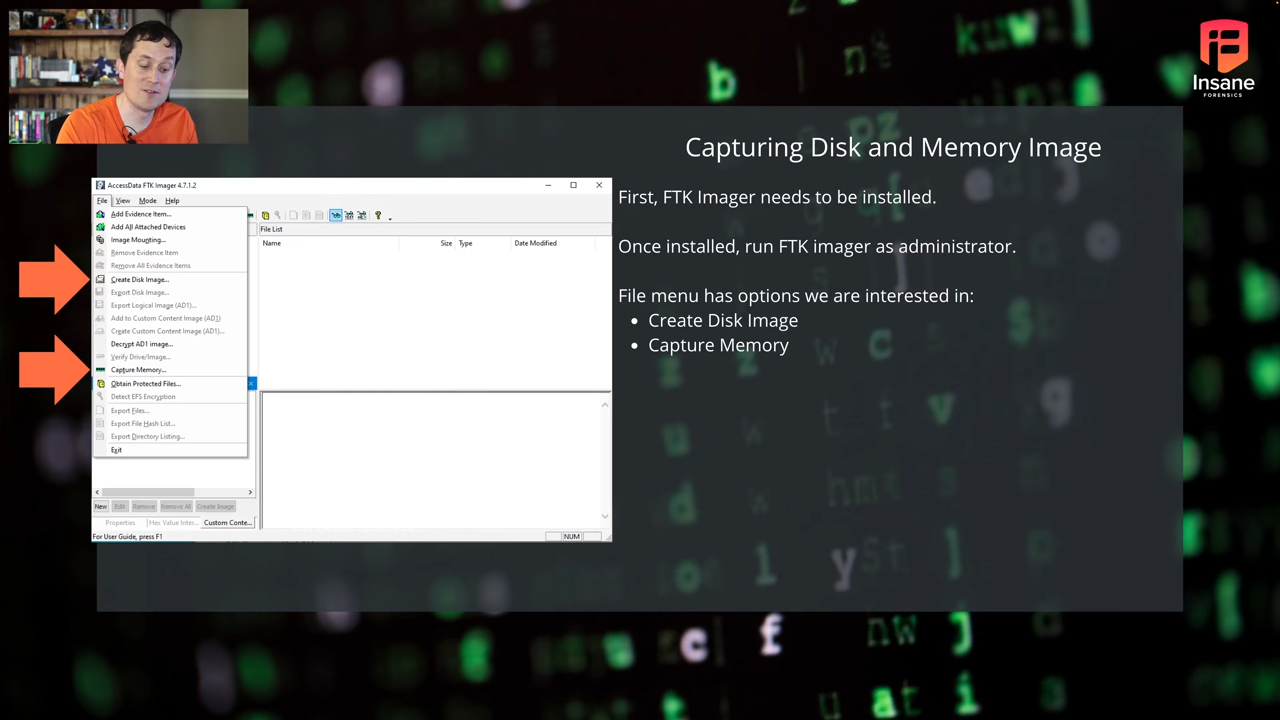 Insane
FORENSICS
Capturing Disk and Memory Image
First, FTK Imager needs to be installed.
Once installed, run FTK imager as administrator.
File menu has options we are interested in:
• Create Disk Image
• Capture Memory
AccessData FTK Imager 4.7.1.2
File View Mode Help
Add Evidence Item...
Add All Attached Devices
Image Mounting...
Remove Evidence Item
Remove All Evidence Items
Create Disk Image...
Export Disk Image...
Export Logical Image (AD1)...
Add to Custom Content Image (AD1)
Create Custom Content Image (AD1)...
Decrypt AD1 image...
Verify Drive/Image...
Capture Memory...
Obtain Protected Files...
Detect EFS Encryption
Export Files...
Export File Hash List...
Export Directory Listing...
Exit
File List
Name Size Type Date Modified
New Edit Remove Remove All Create Image
Properties Hex Value Inter... Custom Conte...
For User Guide, press F1 NUM